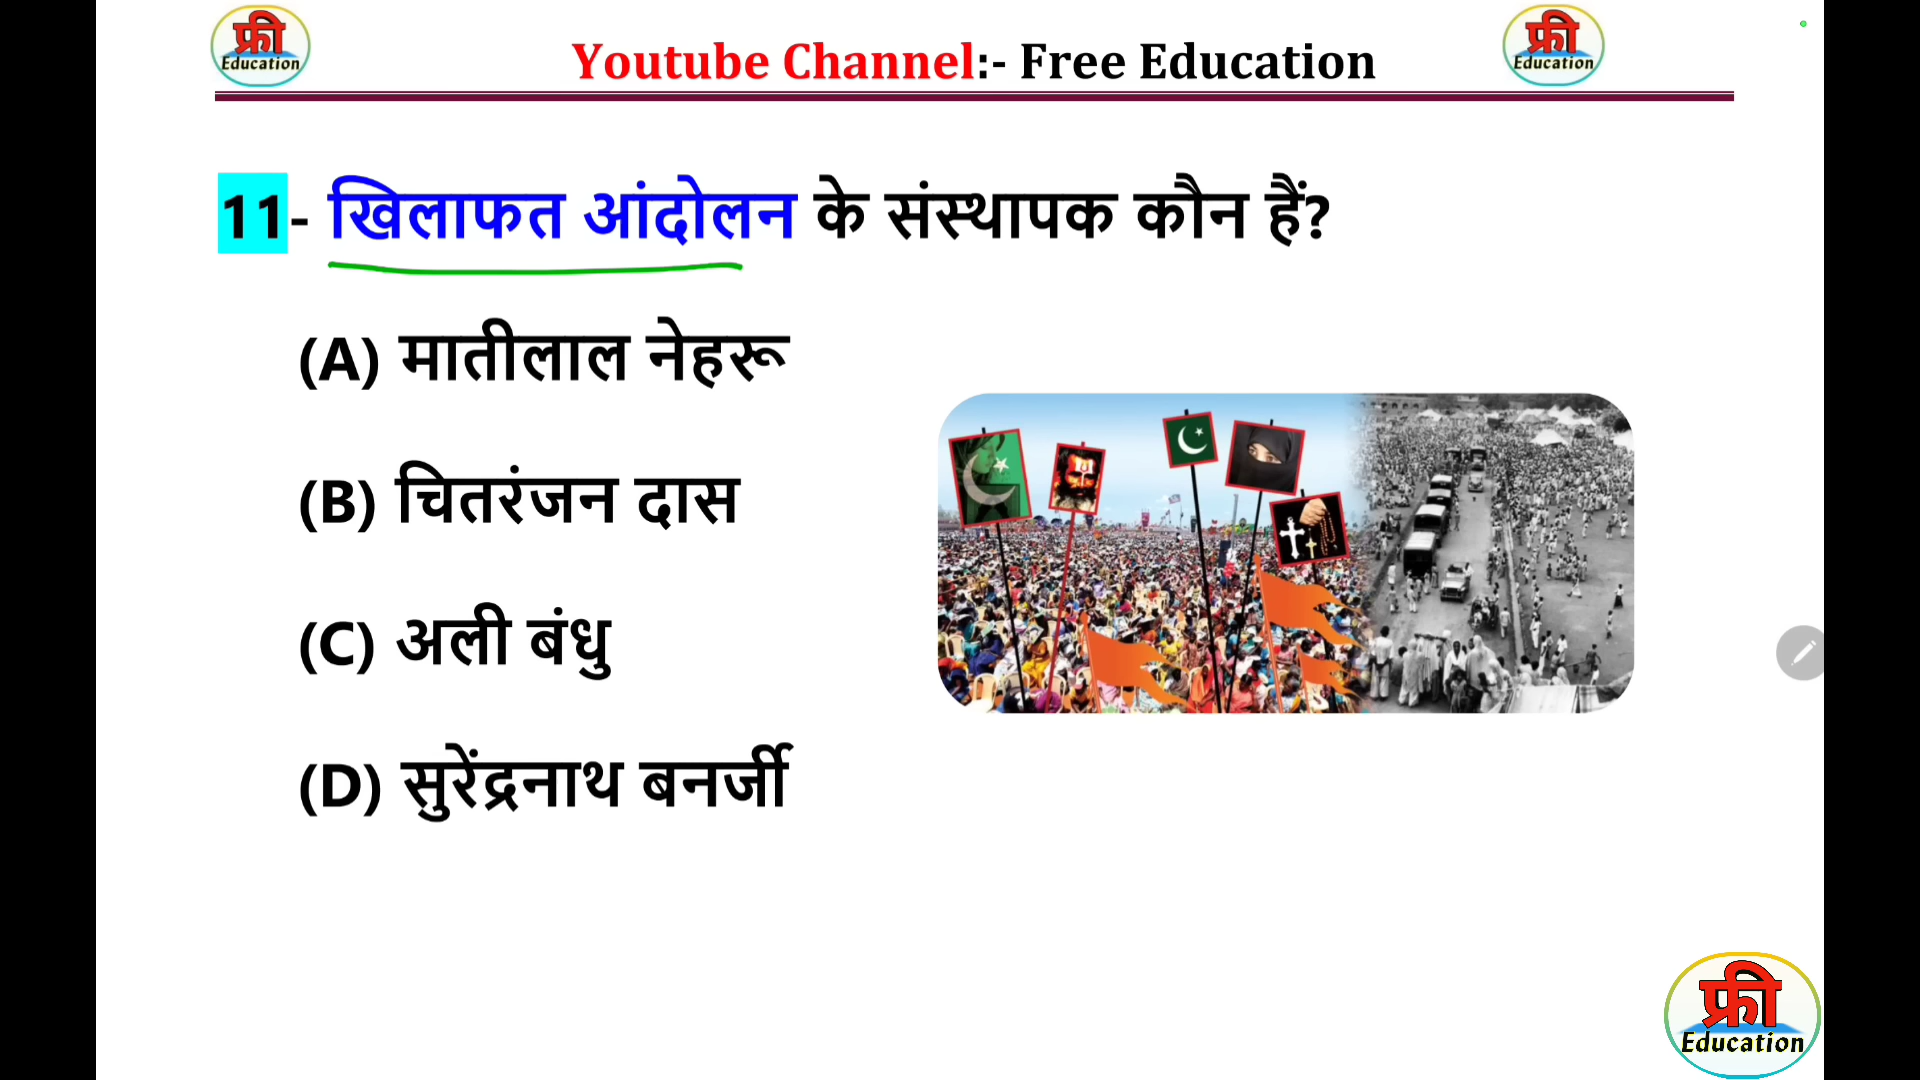 फ्री
Education
Youtube Channel:- Free Education
फ्री
Education
11- खिलाफत आंदोलन के संस्थापक कौन हैं?
(A) मातीलाल नेहरू
(B) चितरंजन दास
(C) अली बंधु
(D) सुरेंद्रनाथ बनर्जी
फ्री
Education